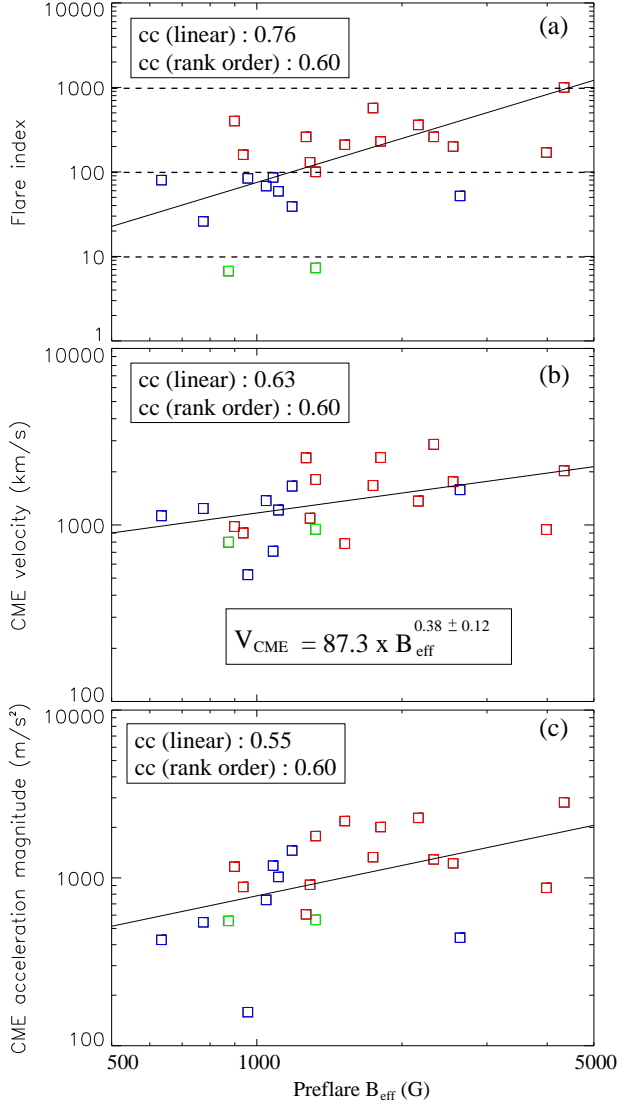 10000
1000
100
10
1
Flare index
cc (linear) : 0.76
cc (rank order) : 0.60
(a)
10000
1000
100
CME velocity (km/s)
cc (linear) : 0.63
cc (rank order) : 0.60
(b)
V_CME = 87.3 x B_eff^0.38 ± 0.12
10000
1000
100
CME acceleration magnitude (m/s²)
cc (linear) : 0.55
cc (rank order) : 0.60
(c)
500 1000 5000
Preflare B_eff (G)